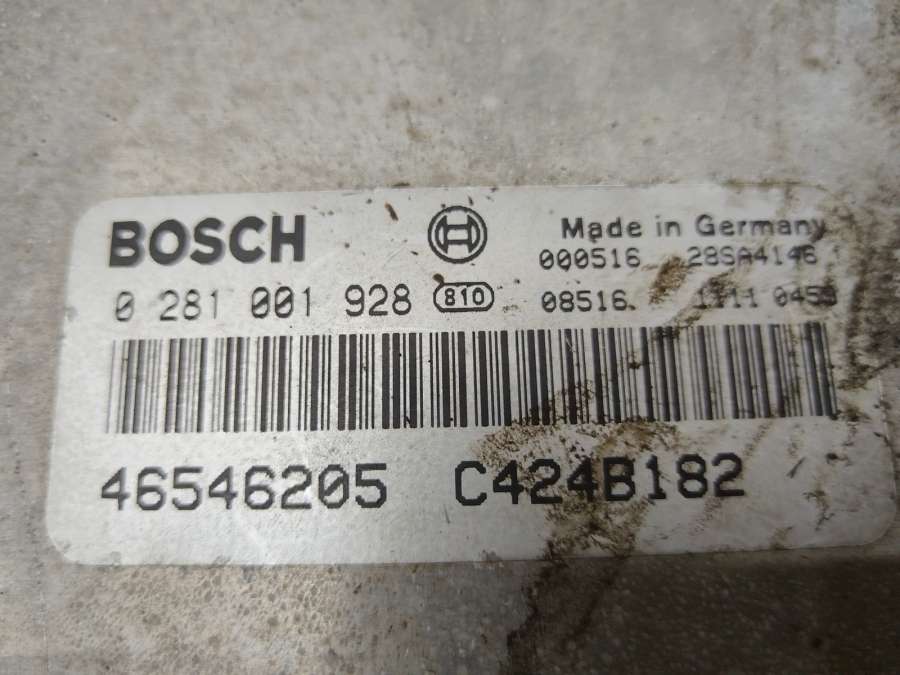 BOSCH
Made in Germany
000516 28SA4146
0 281 001 928 810
08516
46546205 C424B182